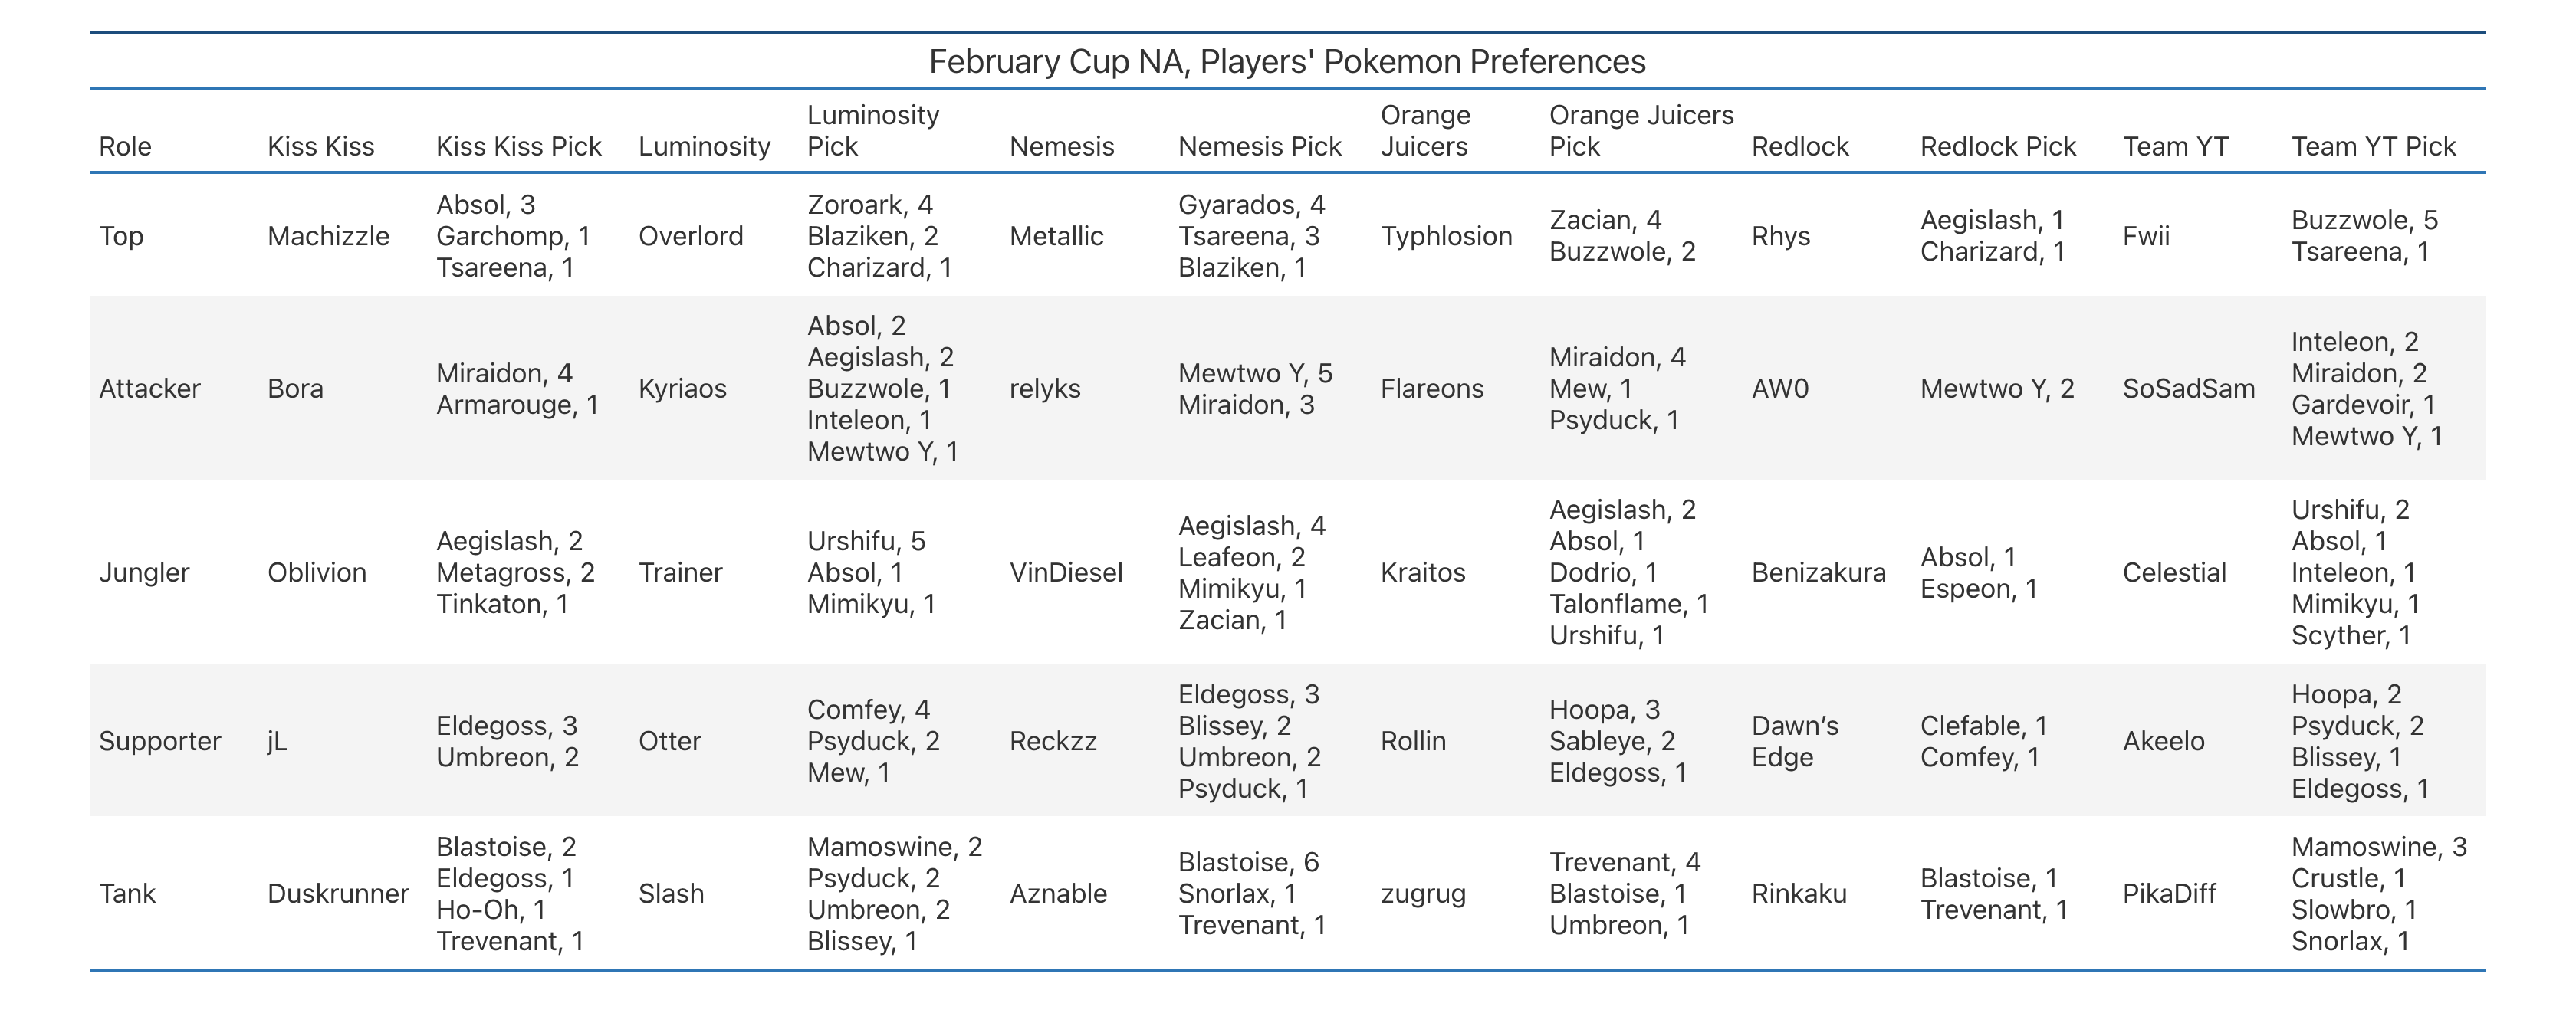 February Cup NA, Players' Pokemon Preferences
Role
Kiss Kiss
Kiss Kiss Pick
Luminosity
Luminosity
Pick
Nemesis
Nemesis Pick
Orange
Juicers
Orange Juicers
Pick
Redlock
Redlock Pick
Team YT
Team YT Pick
Top
Machizzle
Absol, 3
Garchomp, 1
Tsareena, 1
Overlord
Zoroark, 4
Blaziken, 2
Charizard, 1
Metallic
Gyarados, 4
Tsareena, 3
Blaziken, 1
Typhlosion
Zacian, 4
Buzzwole, 2
Rhys
Aegislash, 1
Charizard, 1
Fwii
Buzzwole, 5
Tsareena, 1
Attacker
Bora
Miraidon, 4
Armarouge, 1
Kyriaos
Absol, 2
Aegislash, 2
Buzzwole, 1
Inteleon, 1
Mewtwo Y, 1
relyks
Mewtwo Y, 5
Miraidon, 3
Flareons
Miraidon, 4
Mew, 1
Psyduck, 1
AW0
Mewtwo Y, 2
SoSadSam
Inteleon, 2
Miraidon, 2
Gardevoir, 1
Mewtwo Y, 1
Jungler
Oblivion
Aegislash, 2
Metagross, 2
Tinkaton, 1
Trainer
Urshifu, 5
Absol, 1
Mimikyu, 1
VinDiesel
Aegislash, 4
Leafeon, 2
Mimikyu, 1
Zacian, 1
Kraitos
Aegislash, 2
Absol, 1
Dodrio, 1
Talonflame, 1
Urshifu, 1
Benizakura
Absol, 1
Espeon, 1
Celestial
Urshifu, 2
Absol, 1
Inteleon, 1
Mimikyu, 1
Scyther, 1
Supporter
jL
Eldegoss, 3
Umbreon, 2
Otter
Comfey, 4
Psyduck, 2
Mew, 1
Reckzz
Eldegoss, 3
Blissey, 2
Umbreon, 2
Psyduck, 1
Rollin
Hoopa, 3
Sableye, 2
Eldegoss, 1
Dawn’s
Edge
Clefable, 1
Comfey, 1
Akeelo
Hoopa, 2
Psyduck, 2
Blissey, 1
Eldegoss, 1
Tank
Duskrunner
Blastoise, 2
Eldegoss, 1
Ho-Oh, 1
Trevenant, 1
Slash
Mamoswine, 2
Psyduck, 2
Umbreon, 2
Blissey, 1
Aznable
Blastoise, 6
Snorlax, 1
Trevenant, 1
zugrug
Trevenant, 4
Blastoise, 1
Umbreon, 1
Rinkaku
Blastoise, 1
Trevenant, 1
PikaDiff
Mamoswine, 3
Crustle, 1
Slowbro, 1
Snorlax, 1